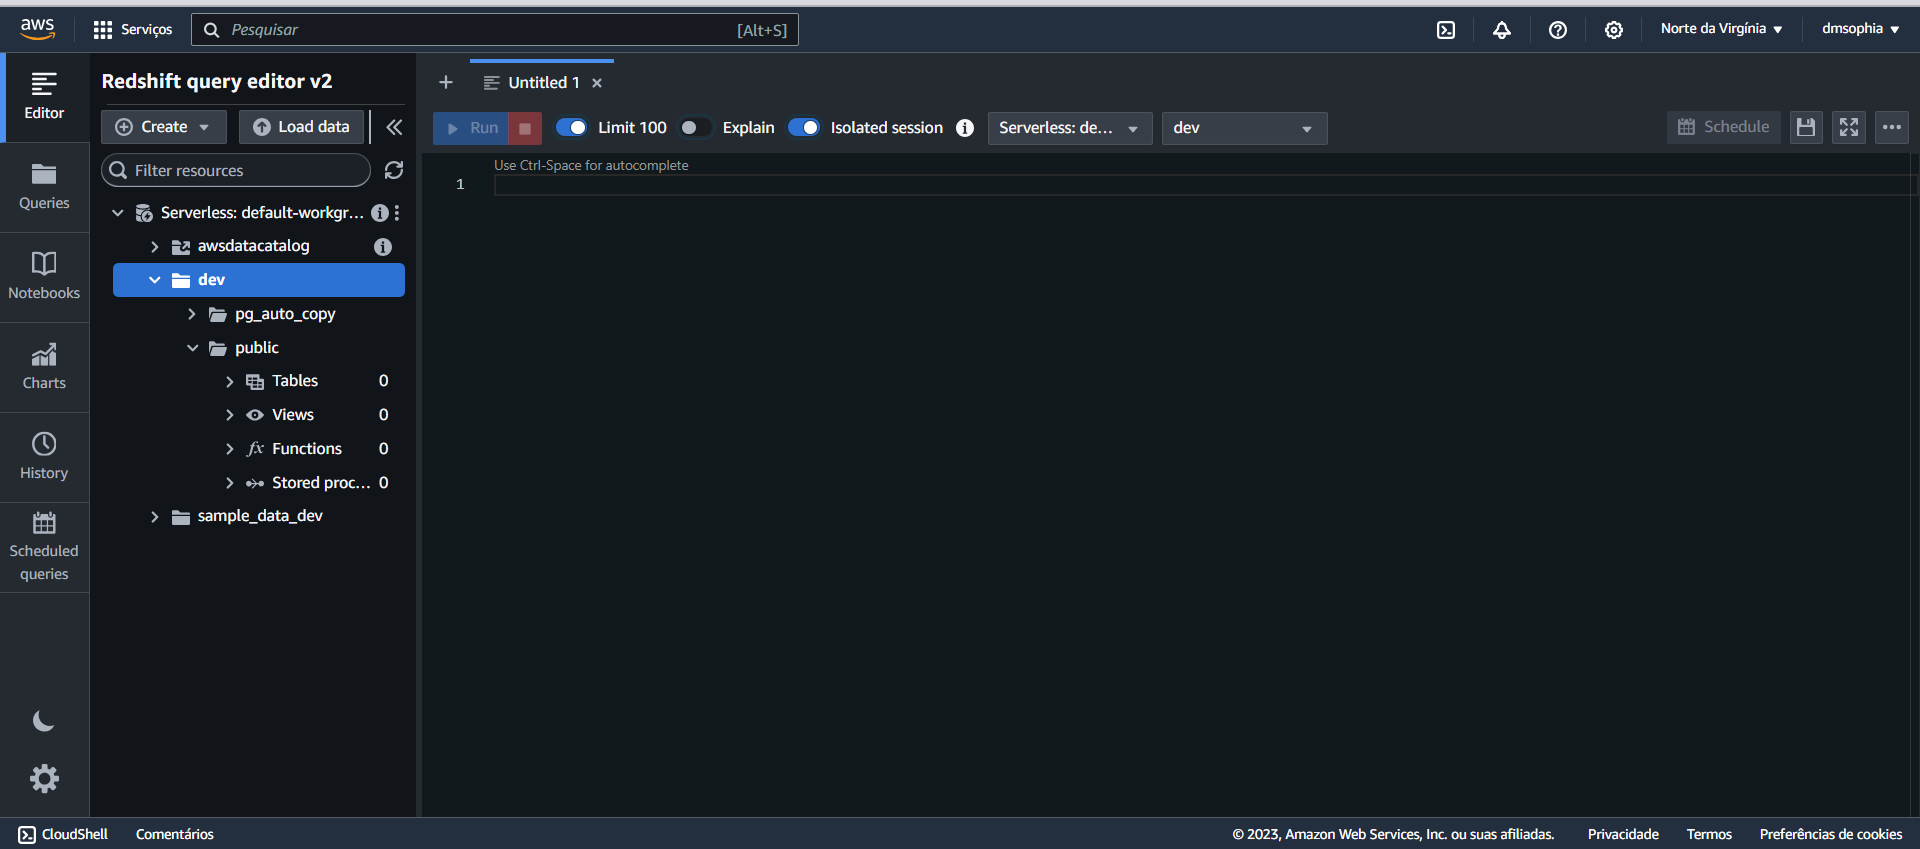 aws
Serviços
Pesquisar
[Alt+S]
Norte da Virgínia
dmsophia
Editor
Queries
Notebooks
Charts
History
Scheduled
queries
Redshift query editor v2
Create
Load data
Filter resources
Serverless: default-workgr...
awsdatacatalog
dev
pg_auto_copy
public
Tables 0
Views 0
Functions 0
Stored proc... 0
sample_data_dev
Untitled 1
Run
Limit 100
Explain
Isolated session
Serverless: de...
dev
Schedule
Use Ctrl-Space for autocomplete
1
CloudShell
Comentários
© 2023, Amazon Web Services, Inc. ou suas afiliadas.
Privacidade
Termos
Preferências de cookies